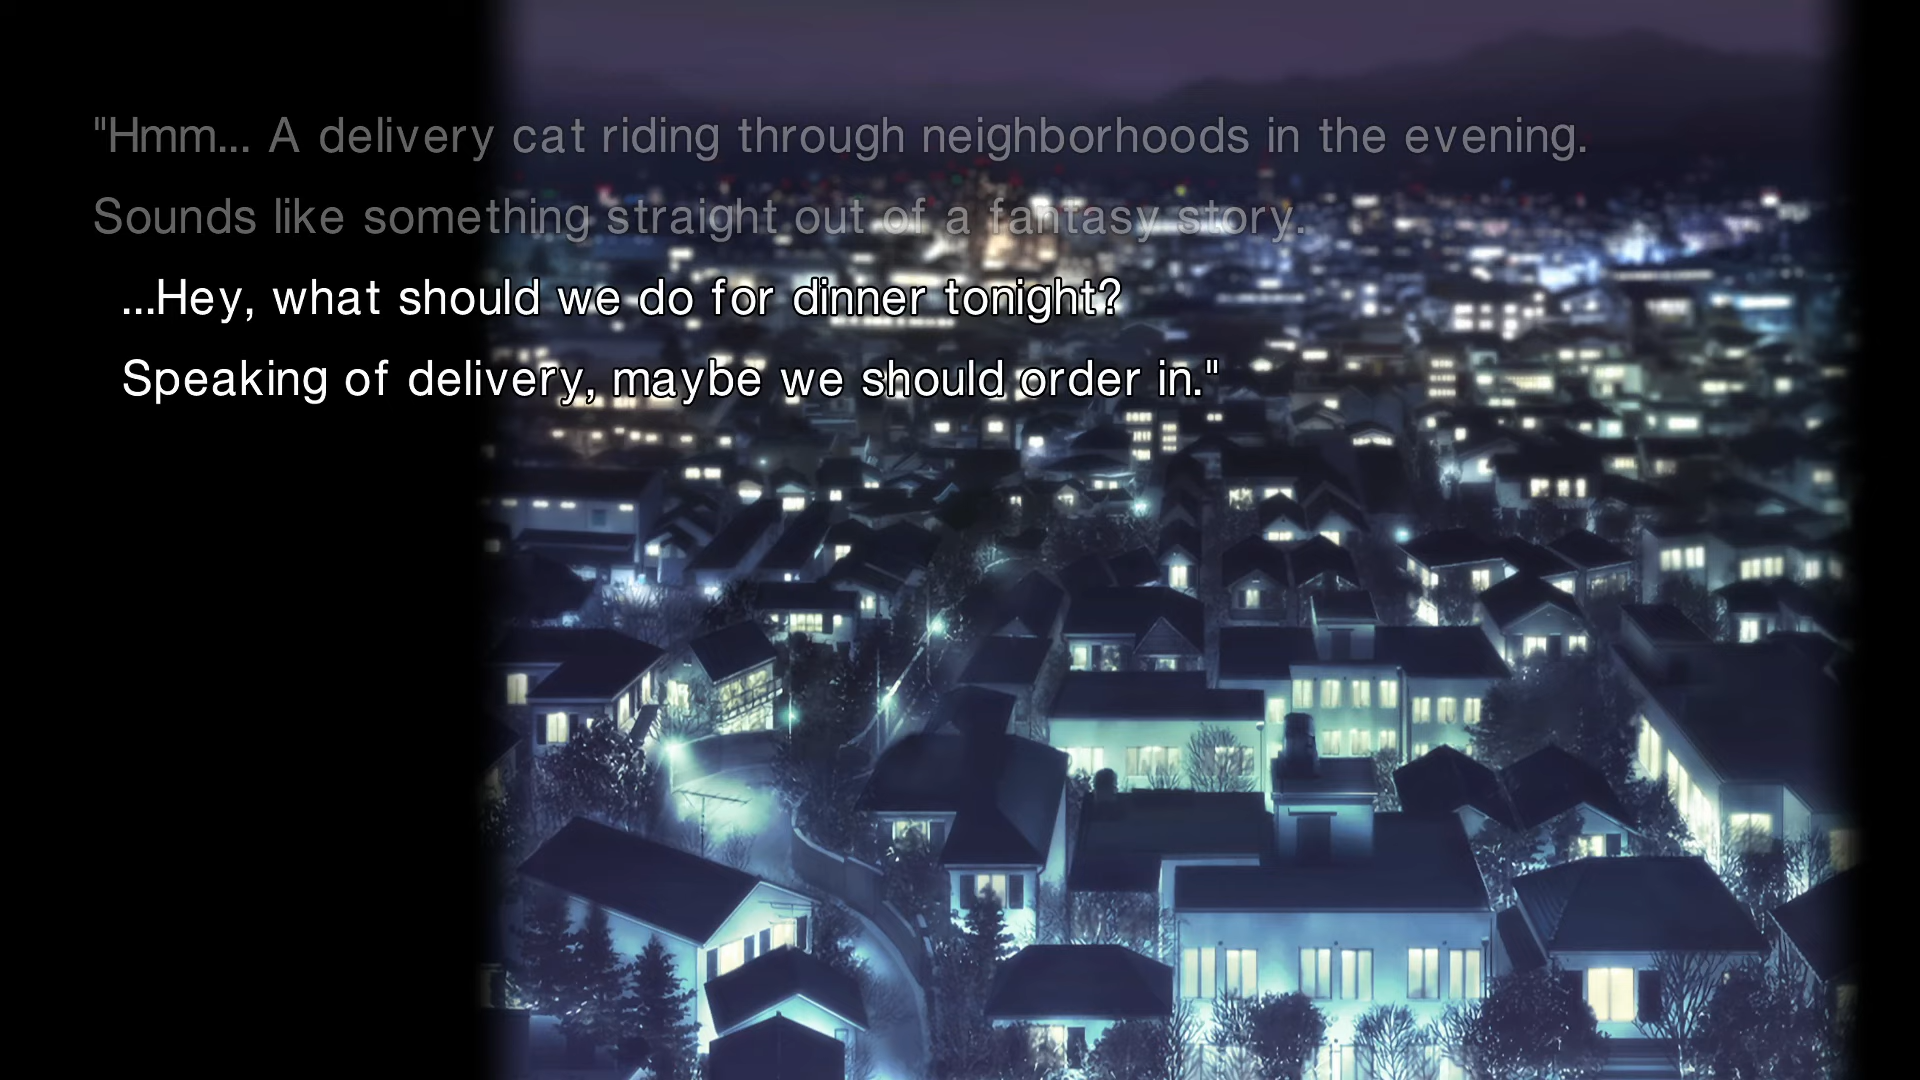 "Hmm... A delivery cat riding through neighborhoods in the evening.
Sounds like something straight out of a fantasy story.
...Hey, what should we do for dinner tonight?
Speaking of delivery, maybe we should order in."